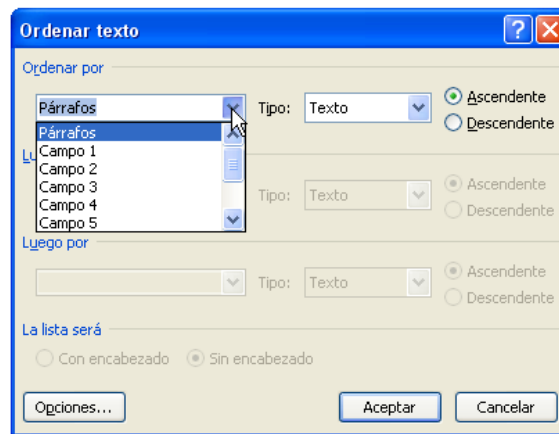 Ordenar texto
Ordenar por
Párrafos Tipo: Texto Ascendente
Descendente
Párrafos
Campo 1
Campo 2
Campo 3
Campo 4
Campo 5
Tipo: Texto Ascendente
Descendente
Luego por
Tipo: Texto Ascendente
Descendente
La lista será
Con encabezado Sin encabezado
Opciones... Aceptar Cancelar